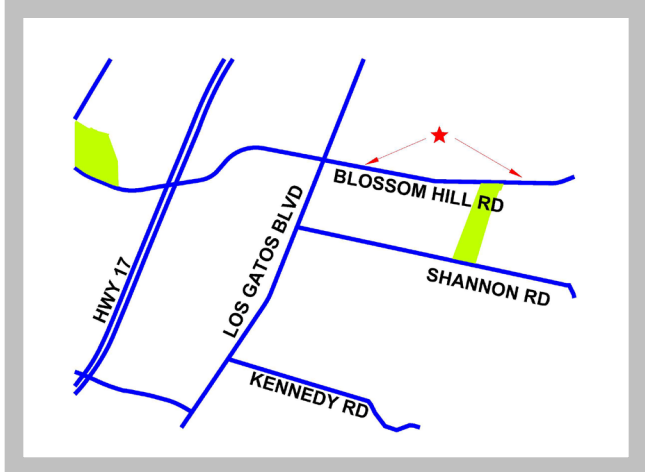 BLOSSOM HILL RD
LOS GATOS BLVD
HWY 17
SHANNON RD
KENNEDY RD